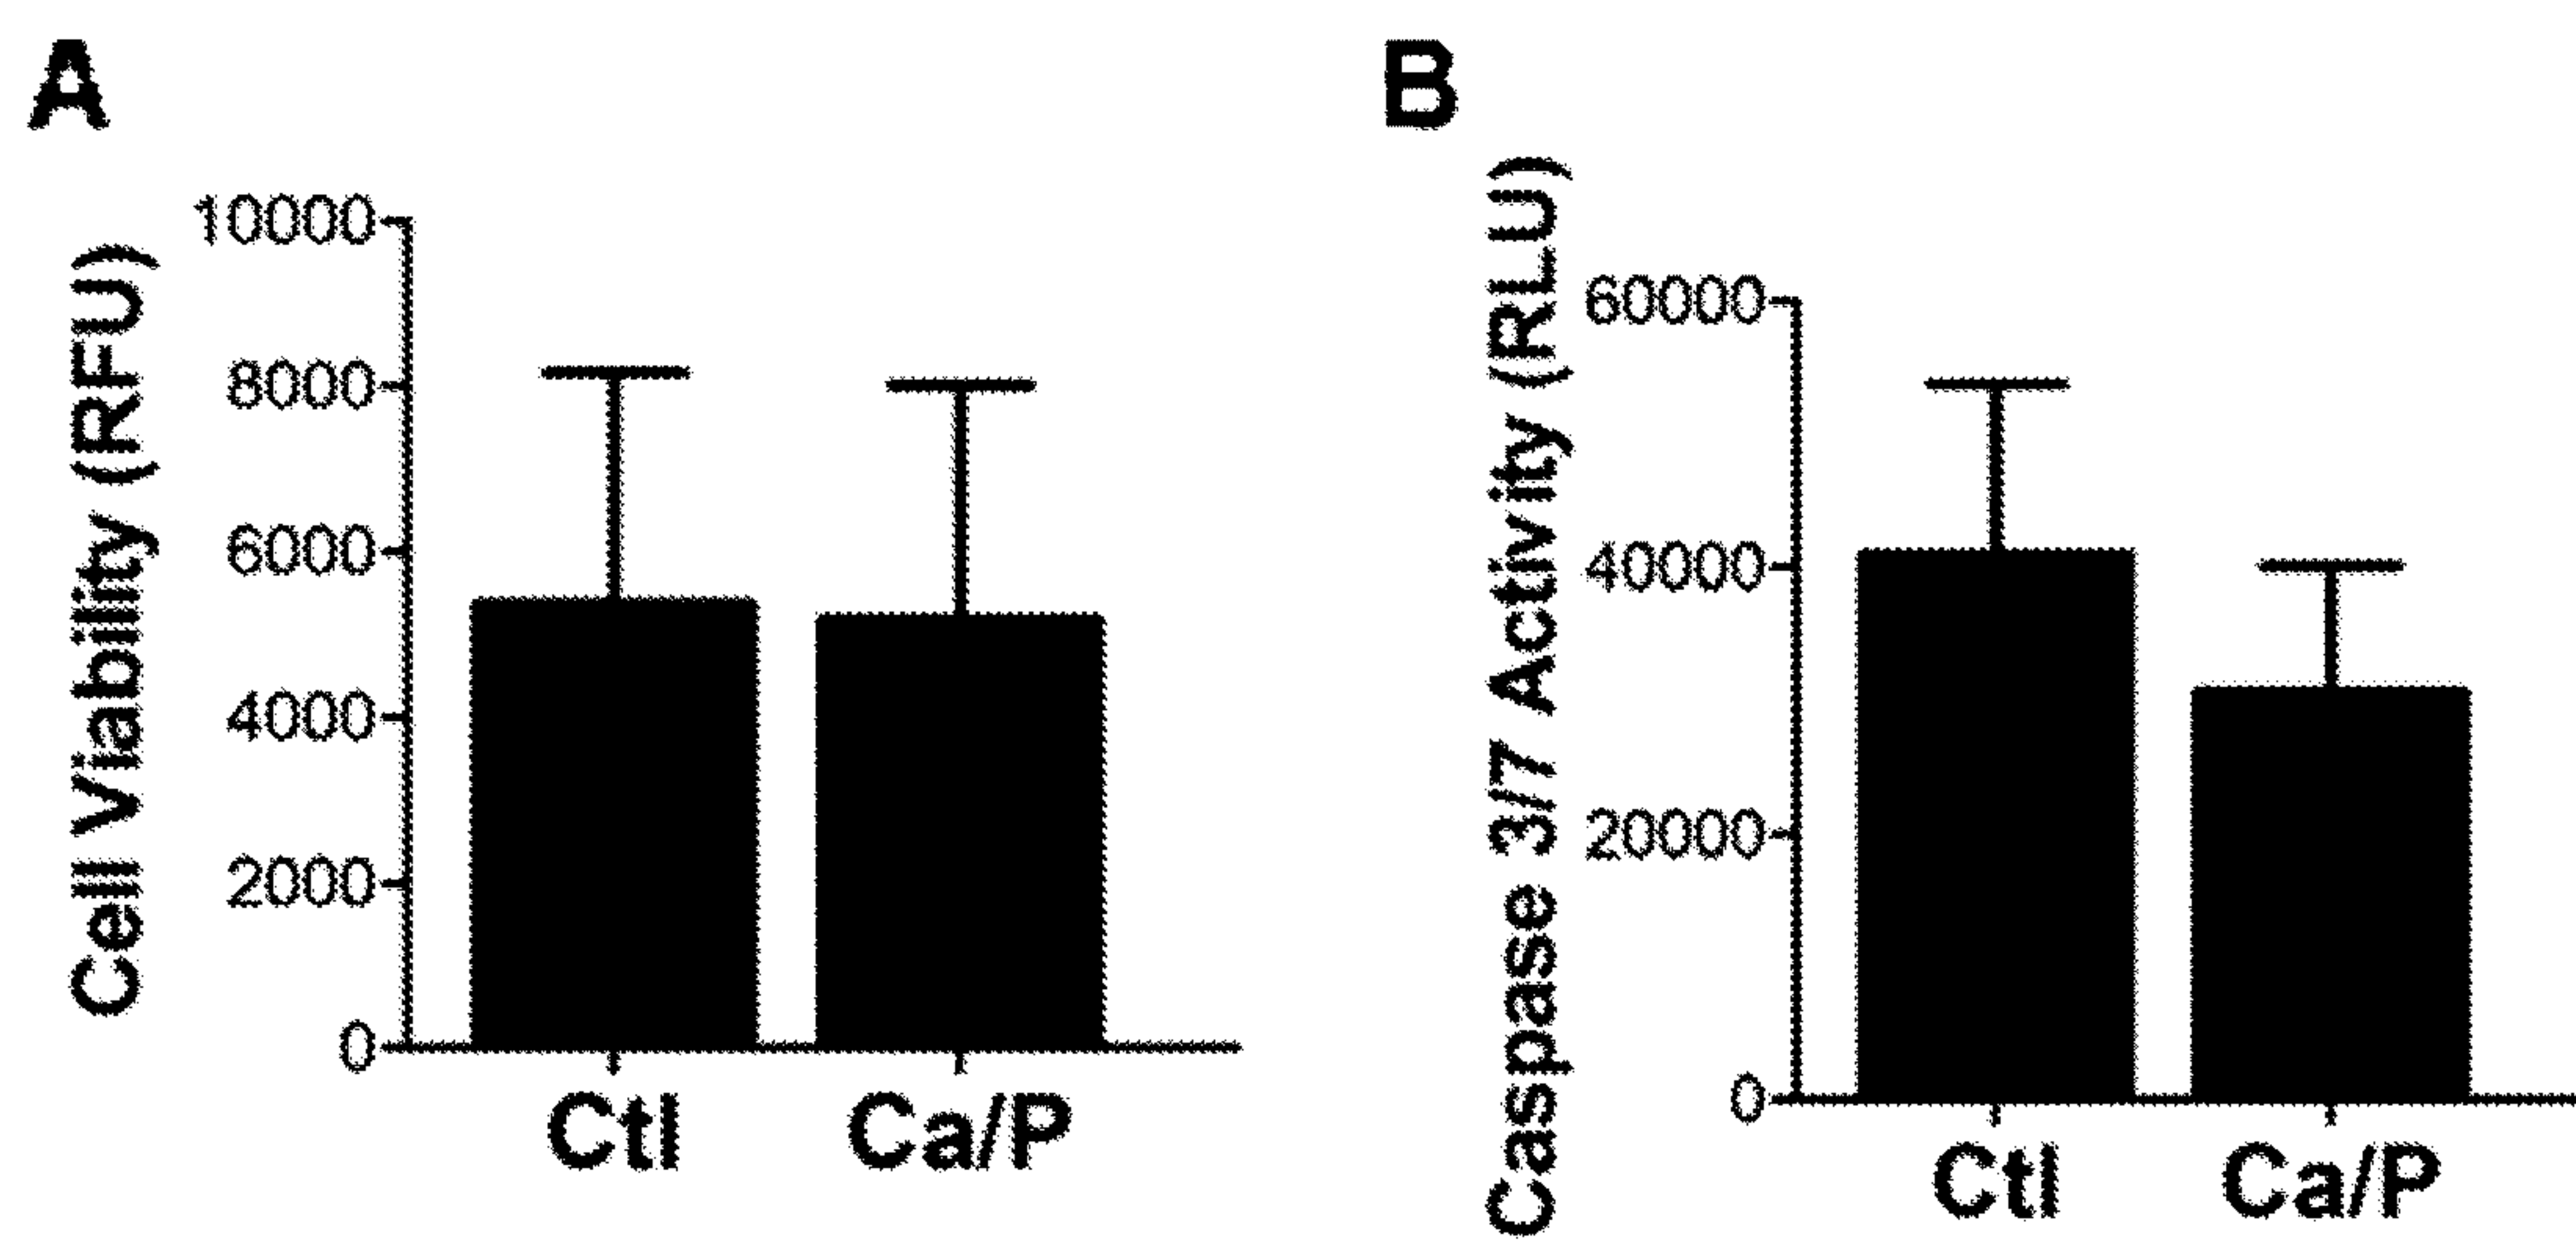 A
Cell Viability (RFU)
10000
8000
6000
4000
2000
0
Ctl
Ca/P
B
Caspase 3/7 Activity (RLU)
60000
40000
20000
0
Ctl
Ca/P